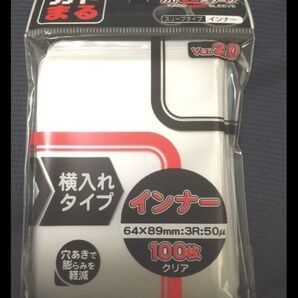 まる
KADO SLEEVE
スリーブタイプ
インナー
Ver.2.0
横入れ
タイプ
インナー
64×89mm:3R:50μ
100枚
クリア
穴あきで
膨らみを
軽減